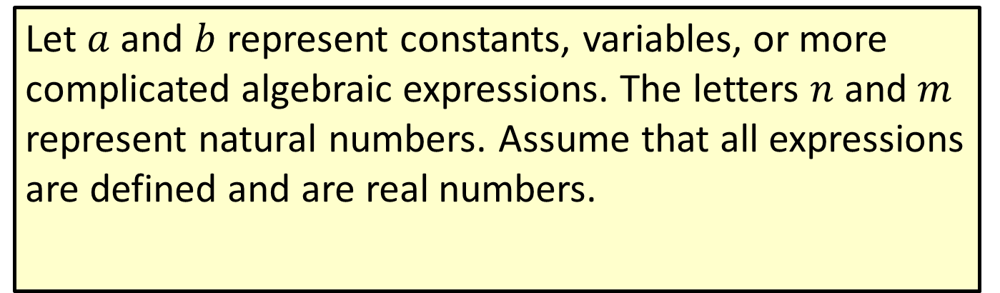 Let a and b represent constants, variables, or more
complicated algebraic expressions. The letters n and m
represent natural numbers. Assume that all expressions
are defined and are real numbers.